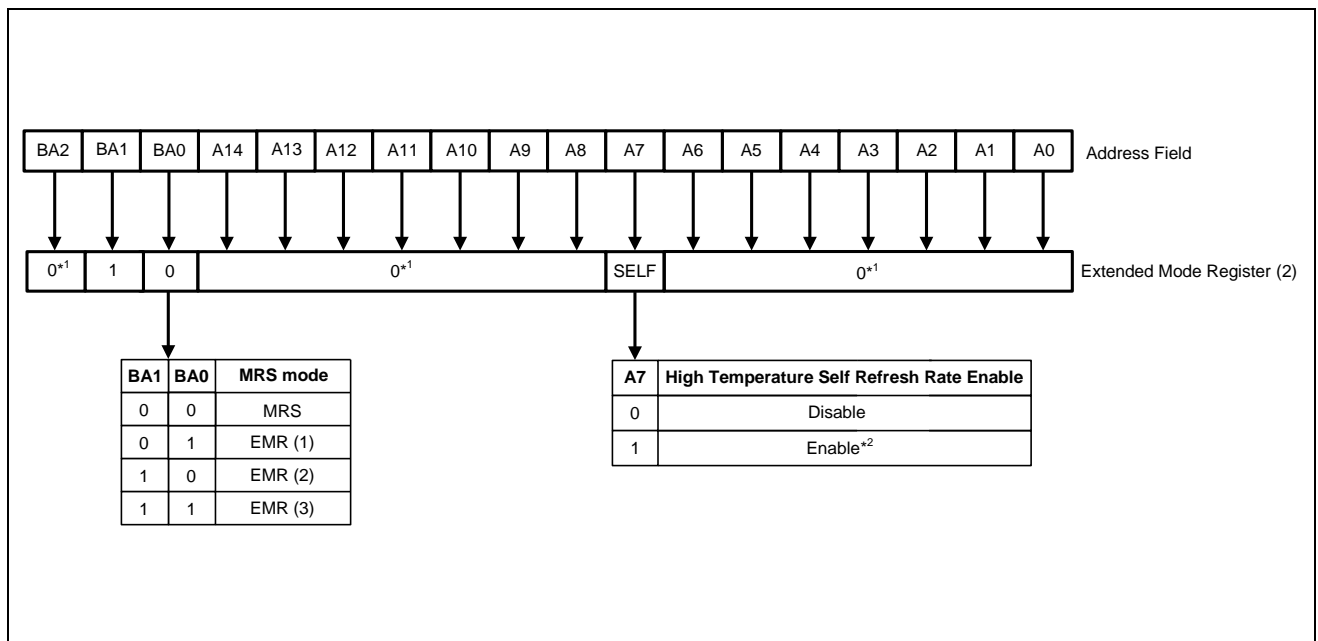 BA2 BA1 BA0 A14 A13 A12 A11 A10 A9 A8 A7 A6 A5 A4 A3 A2 A1 A0 Address Field
0*1 1 0 0*1 SELF 0*1 Extended Mode Register (2)
BA1 BA0 MRS mode
0 0 MRS
0 1 EMR (1)
1 0 EMR (2)
1 1 EMR (3)
A7 High Temperature Self Refresh Rate Enable
0 Disable
1 Enable*2